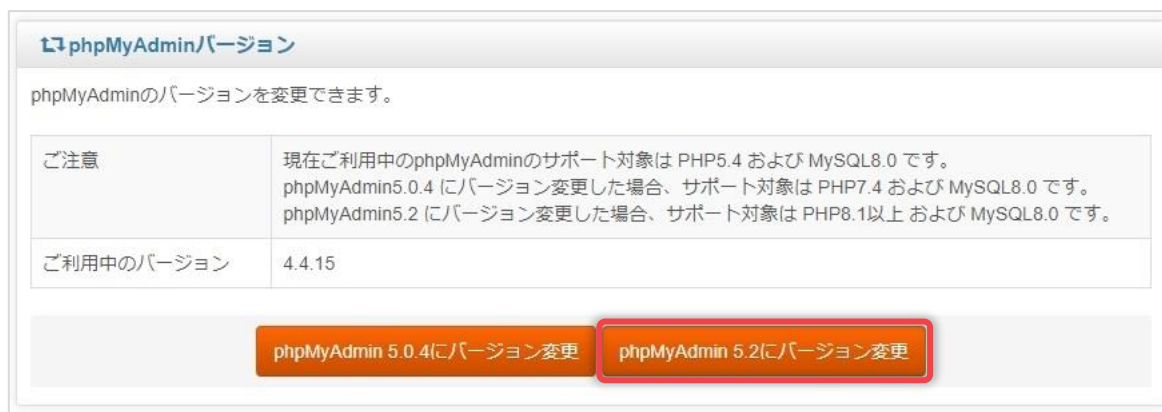 phpMyAdminバージョン
phpMyAdminのバージョンを変更できます。
ご注意
現在ご利用中のphpMyAdminのサポート対象は PHP5.4 および MySQL8.0 です。
phpMyAdmin5.0.4 にバージョン変更した場合、サポート対象は PHP7.4 および MySQL8.0 です。
phpMyAdmin5.2 にバージョン変更した場合、サポート対象は PHP8.1以上 および MySQL8.0 です。
ご利用中のバージョン
4.4.15
phpMyAdmin 5.0.4にバージョン変更
phpMyAdmin 5.2にバージョン変更